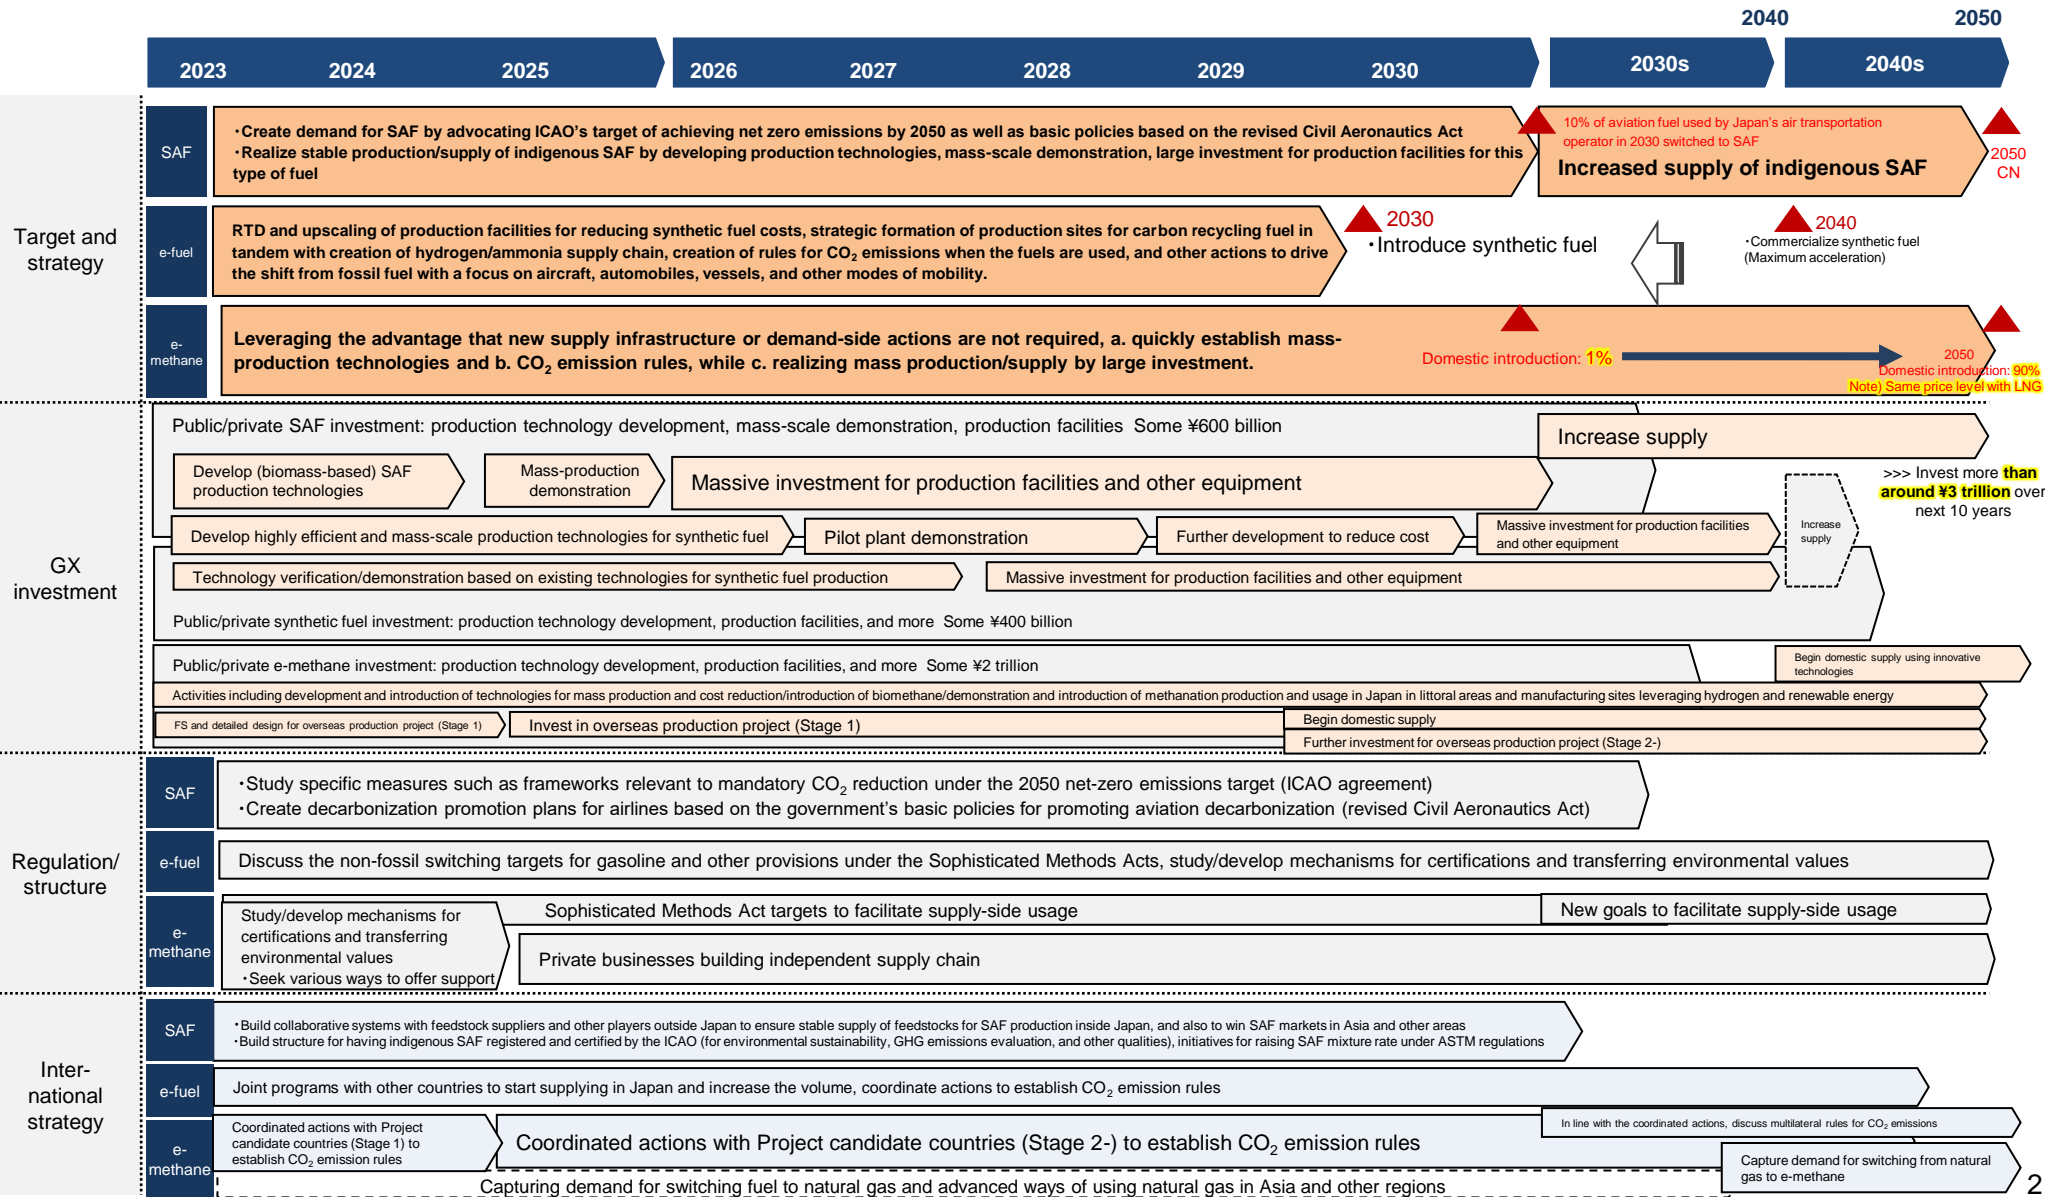 2040
2050
2023
2024
2025
2026
2027
2028
2029
2030
2030s
2040s
Target and
strategy
SAF
・Create demand for SAF by advocating ICAO's target of achieving net zero emissions by 2050 as well as basic policies based on the revised Civil Aeronautics Act
・Realize stable production/supply of indigenous SAF by developing production technologies, mass-scale demonstration, large investment for production facilities for this
type of fuel
10% of aviation fuel used by Japan's air transportation
operator in 2030 switched to SAF
Increased supply of indigenous SAF
2050
CN
e-fuel
RTD and upscaling of production facilities for reducing synthetic fuel costs, strategic formation of production sites for carbon recycling fuel in
tandem with creation of hydrogen/ammonia supply chain, creation of rules for CO2 emissions when the fuels are used, and other actions to drive
the shift from fossil fuel with a focus on aircraft, automobiles, vessels, and other modes of mobility.
2030
・Introduce synthetic fuel
2040
・Commercialize synthetic fuel
(Maximum acceleration)
e-
methane
Leveraging the advantage that new supply infrastructure or demand-side actions are not required, a. quickly establish mass-
production technologies and b. CO2 emission rules, while c. realizing mass production/supply by large investment.
Domestic introduction: 1%
2050
Domestic introduction: 90%
Note) Same price level with LNG
GX
investment
Public/private SAF investment: production technology development, mass-scale demonstration, production facilities Some ¥600 billion
Increase supply
Develop (biomass-based) SAF
production technologies
Mass-production
demonstration
Massive investment for production facilities and other equipment
>>> Invest more than
around ¥3 trillion over
next 10 years
Develop highly efficient and mass-scale production technologies for synthetic fuel
Pilot plant demonstration
Further development to reduce cost
Massive investment for production facilities
and other equipment
Increase
supply
Technology verification/demonstration based on existing technologies for synthetic fuel production
Massive investment for production facilities and other equipment
Public/private synthetic fuel investment: production technology development, production facilities, and more Some ¥400 billion
Public/private e-methane investment: production technology development, production facilities, and more Some ¥2 trillion
Begin domestic supply using innovative
technologies
Activities including development and introduction of technologies for mass production and cost reduction/introduction of biomethane/demonstration and introduction of methanation production and usage in Japan in littoral areas and manufacturing sites leveraging hydrogen and renewable energy
FS and detailed design for overseas production project (Stage 1)
Invest in overseas production project (Stage 1)
Begin domestic supply
Further investment for overseas production project (Stage 2-)
Regulation/
structure
SAF
・Study specific measures such as frameworks relevant to mandatory CO2 reduction under the 2050 net-zero emissions target (ICAO agreement)
・Create decarbonization promotion plans for airlines based on the government's basic policies for promoting aviation decarbonization (revised Civil Aeronautics Act)
e-fuel
Discuss the non-fossil switching targets for gasoline and other provisions under the Sophisticated Methods Acts, study/develop mechanisms for certifications and transferring environmental values
e-
methane
Study/develop mechanisms for
certifications and transferring
environmental values
・Seek various ways to offer support
Sophisticated Methods Act targets to facilitate supply-side usage
New goals to facilitate supply-side usage
Private businesses building independent supply chain
Inter-
national
strategy
SAF
・Build collaborative systems with feedstock suppliers and other players outside Japan to ensure stable supply of feedstocks for SAF production inside Japan, and also to win SAF markets in Asia and other areas
・Build structure for having indigenous SAF registered and certified by the ICAO (for environmental sustainability, GHG emissions evaluation, and other qualities), initiatives for raising SAF mixture rate under ASTM regulations
e-fuel
Joint programs with other countries to start supplying in Japan and increase the volume, coordinate actions to establish CO2 emission rules
e-
methane
Coordinated actions with Project
candidate countries (Stage 1) to
establish CO2 emission rules
Coordinated actions with Project candidate countries (Stage 2-) to establish CO2 emission rules
In line with the coordinated actions, discuss multilateral rules for CO2 emissions
Capture demand for switching from natural
gas to e-methane
Capturing demand for switching fuel to natural gas and advanced ways of using natural gas in Asia and other regions
2